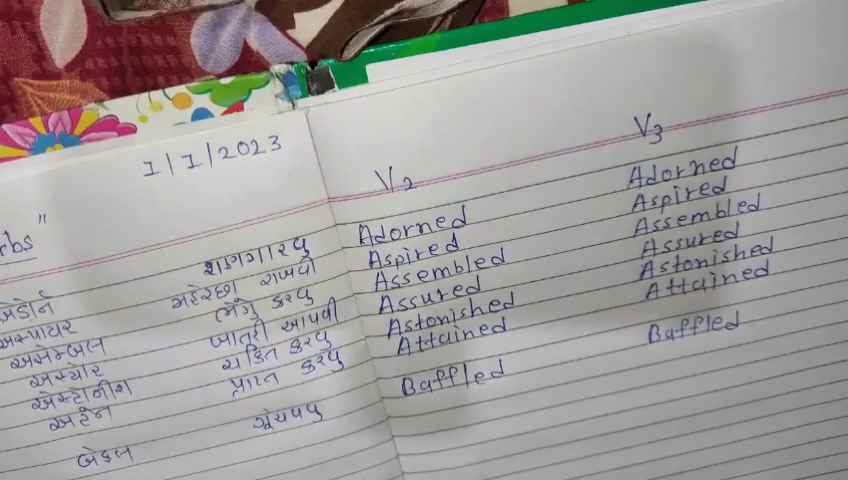 1/1/2023
rbs"
V2 V3
એડોર્ન શણગારવુ Adorned Adorned
અસ્પાયર મહેચ્છા રાખવી Aspired Aspired
અસેમ્બલ ભેગુ કરવુ Assembled Assembled
અસ્યોર ખાતરી આપવી Assured Assured
એસ્ટોનીશ ચકિત કરવુ Astonished Astonished
અટેન પ્રાપ્ત કરવુ Attained Attained
બેફલ ગૂંચવવુ Baffled Baffled